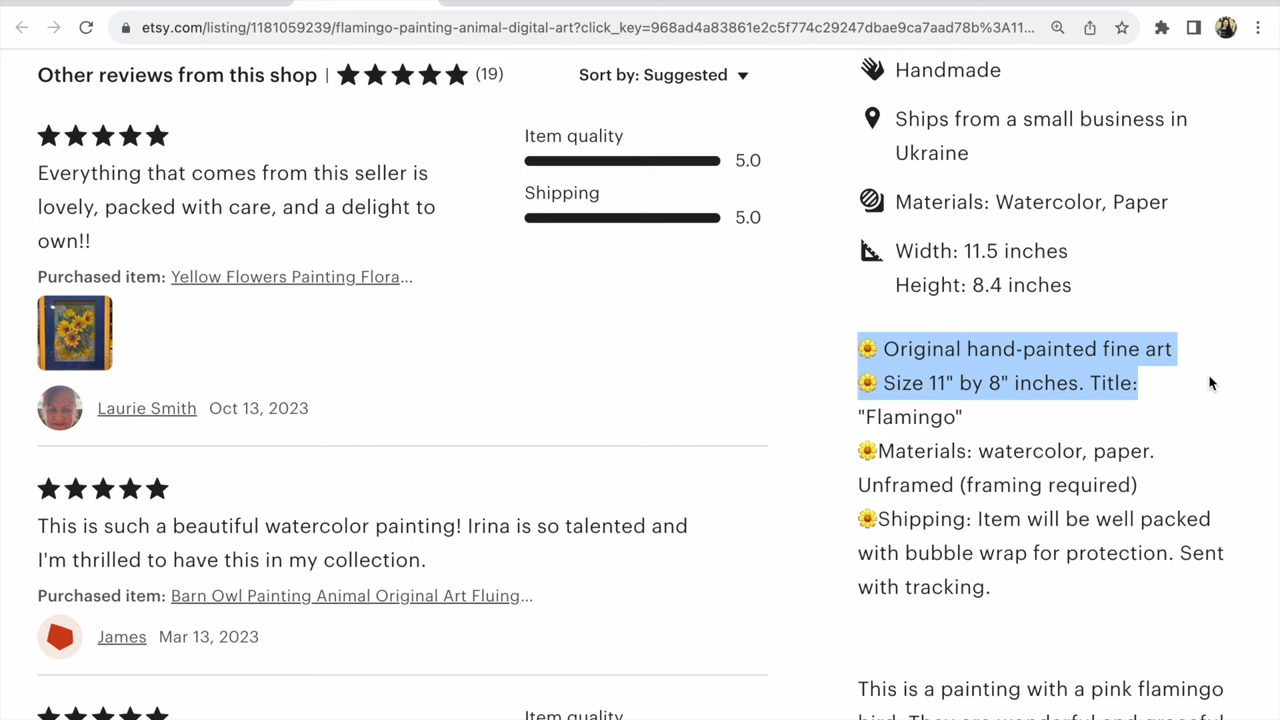 etsy.com/listing/1181059239/flamingo-painting-animal-digital-art?click_key=968ad4a83861e2c5f774c29247dbae9ca7aad78b%3A11...
Other reviews from this shop | ★★★★★ (19)
Sort by: Suggested
Item quality
5.0
Shipping
5.0
Everything that comes from this seller is
lovely, packed with care, and a delight to
own!!
Purchased item: Yellow Flowers Painting Flora...
Laurie Smith Oct 13, 2023
This is such a beautiful watercolor painting! Irina is so talented and
I'm thrilled to have this in my collection.
Purchased item: Barn Owl Painting Animal Original Art Fluing...
James Mar 13, 2023
Item quality
Handmade
Ships from a small business in
Ukraine
Materials: Watercolor, Paper
Width: 11.5 inches
Height: 8.4 inches
🌼 Original hand-painted fine art
🌼 Size 11" by 8" inches. Title:
"Flamingo"
🌼Materials: watercolor, paper.
Unframed (framing required)
🌼Shipping: Item will be well packed
with bubble wrap for protection. Sent
with tracking.
This is a painting with a pink flamingo
bird. They are wonderful and graceful